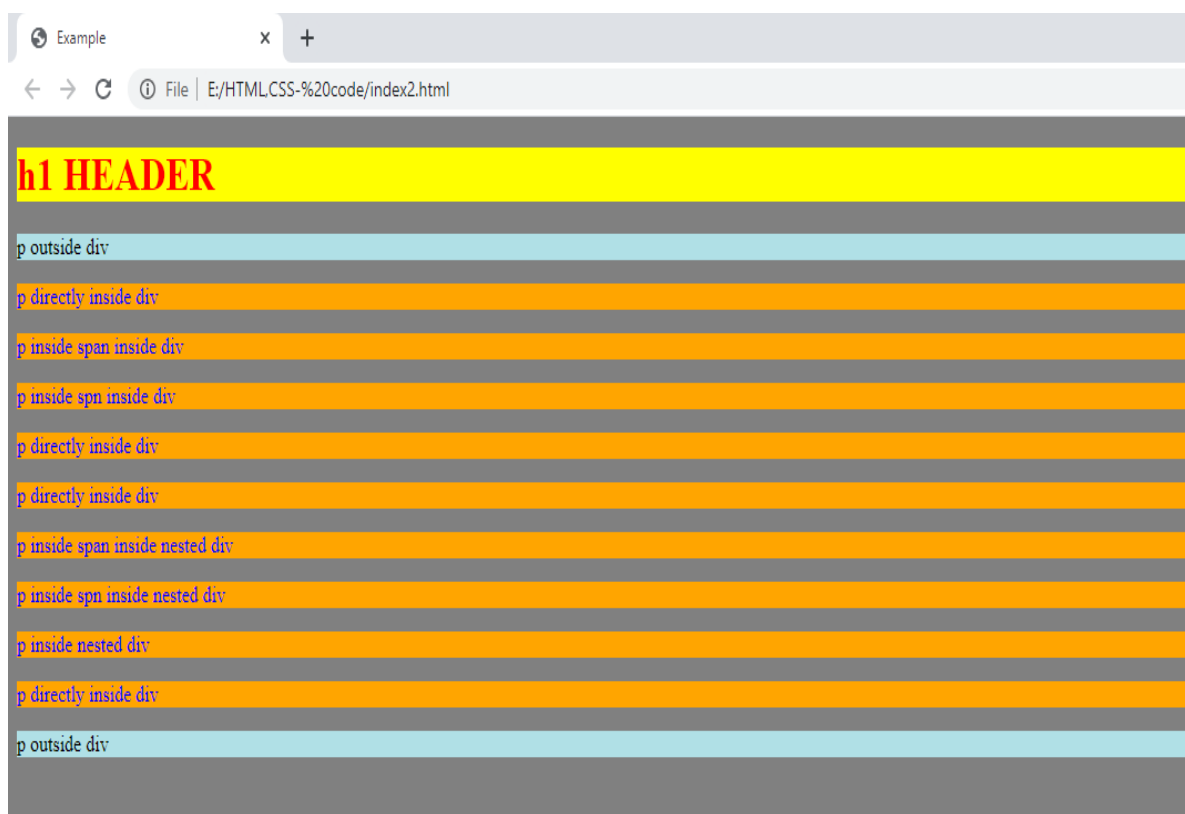 Example
File | E:/HTML,CSS-%20code/index2.html
h1 HEADER
p outside div
p directly inside div
p inside span inside div
p inside spn inside div
p directly inside div
p directly inside div
p inside span inside nested div
p inside spn inside nested div
p inside nested div
p directly inside div
p outside div